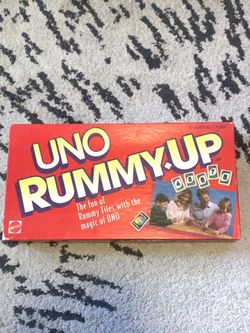 UNO
RUMMY·UP
The fun of
Rummy Tiles with the
magic of UNO